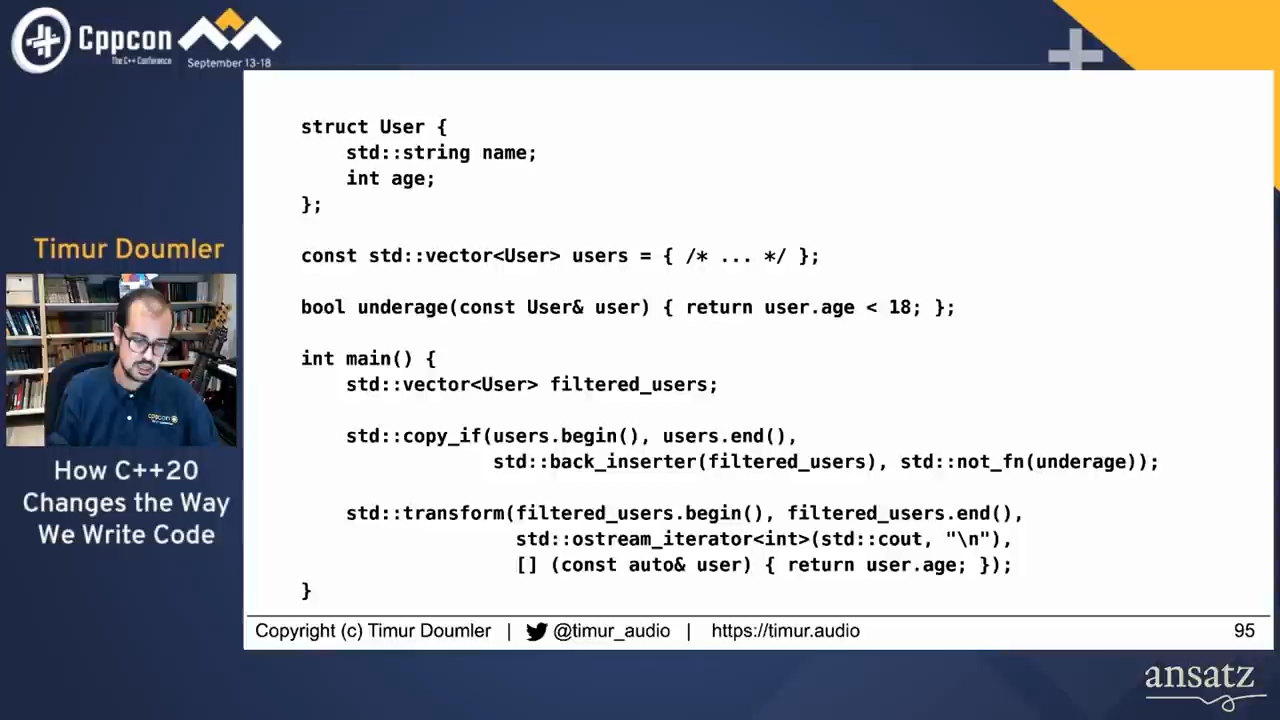 Cppcon
The C++ Conference
September 13-18
Timur Doumler
How C++20
Changes the Way
We Write Code
struct User {
    std::string name;
    int age;
};
const std::vector<User> users = { /* ... */ };
bool underage(const User& user) { return user.age < 18; };
int main() {
    std::vector<User> filtered_users;
    std::copy_if(users.begin(), users.end(),
                 std::back_inserter(filtered_users), std::not_fn(underage));
    std::transform(filtered_users.begin(), filtered_users.end(),
                   std::ostream_iterator<int>(std::cout, "\n"),
                   [] (const auto& user) { return user.age; });
}
Copyright (c) Timur Doumler | @timur_audio | https://timur.audio 95
ansatz